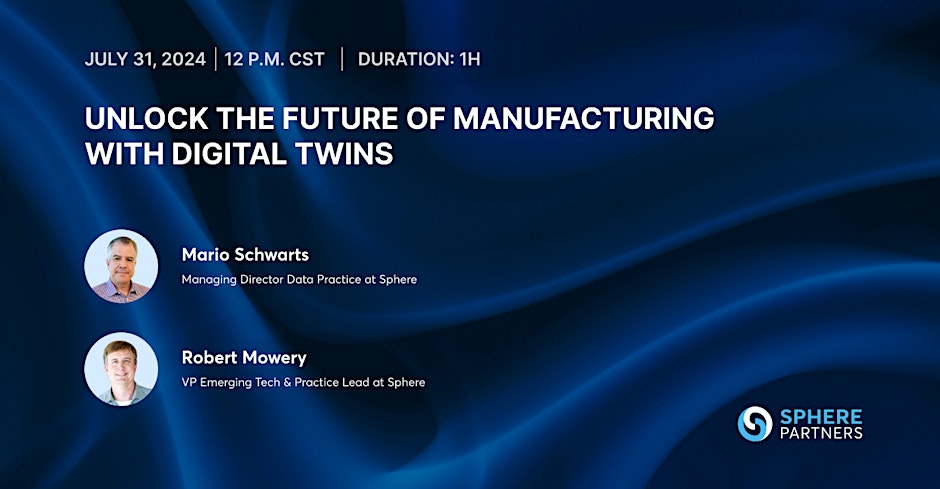 JULY 31, 2024 | 12 P.M. CST | DURATION: 1H
UNLOCK THE FUTURE OF MANUFACTURING
WITH DIGITAL TWINS
Mario Schwarts
Managing Director Data Practice at Sphere
Robert Mowery
VP Emerging Tech & Practice Lead at Sphere
SPHERE
PARTNERS